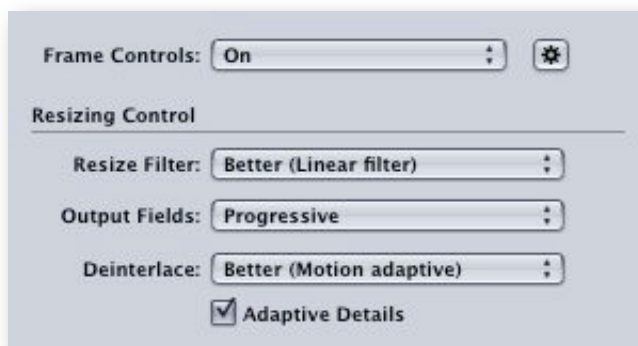 Frame Controls: On
Resizing Control
Resize Filter: Better (Linear filter)
Output Fields: Progressive
Deinterlace: Better (Motion adaptive)
Adaptive Details